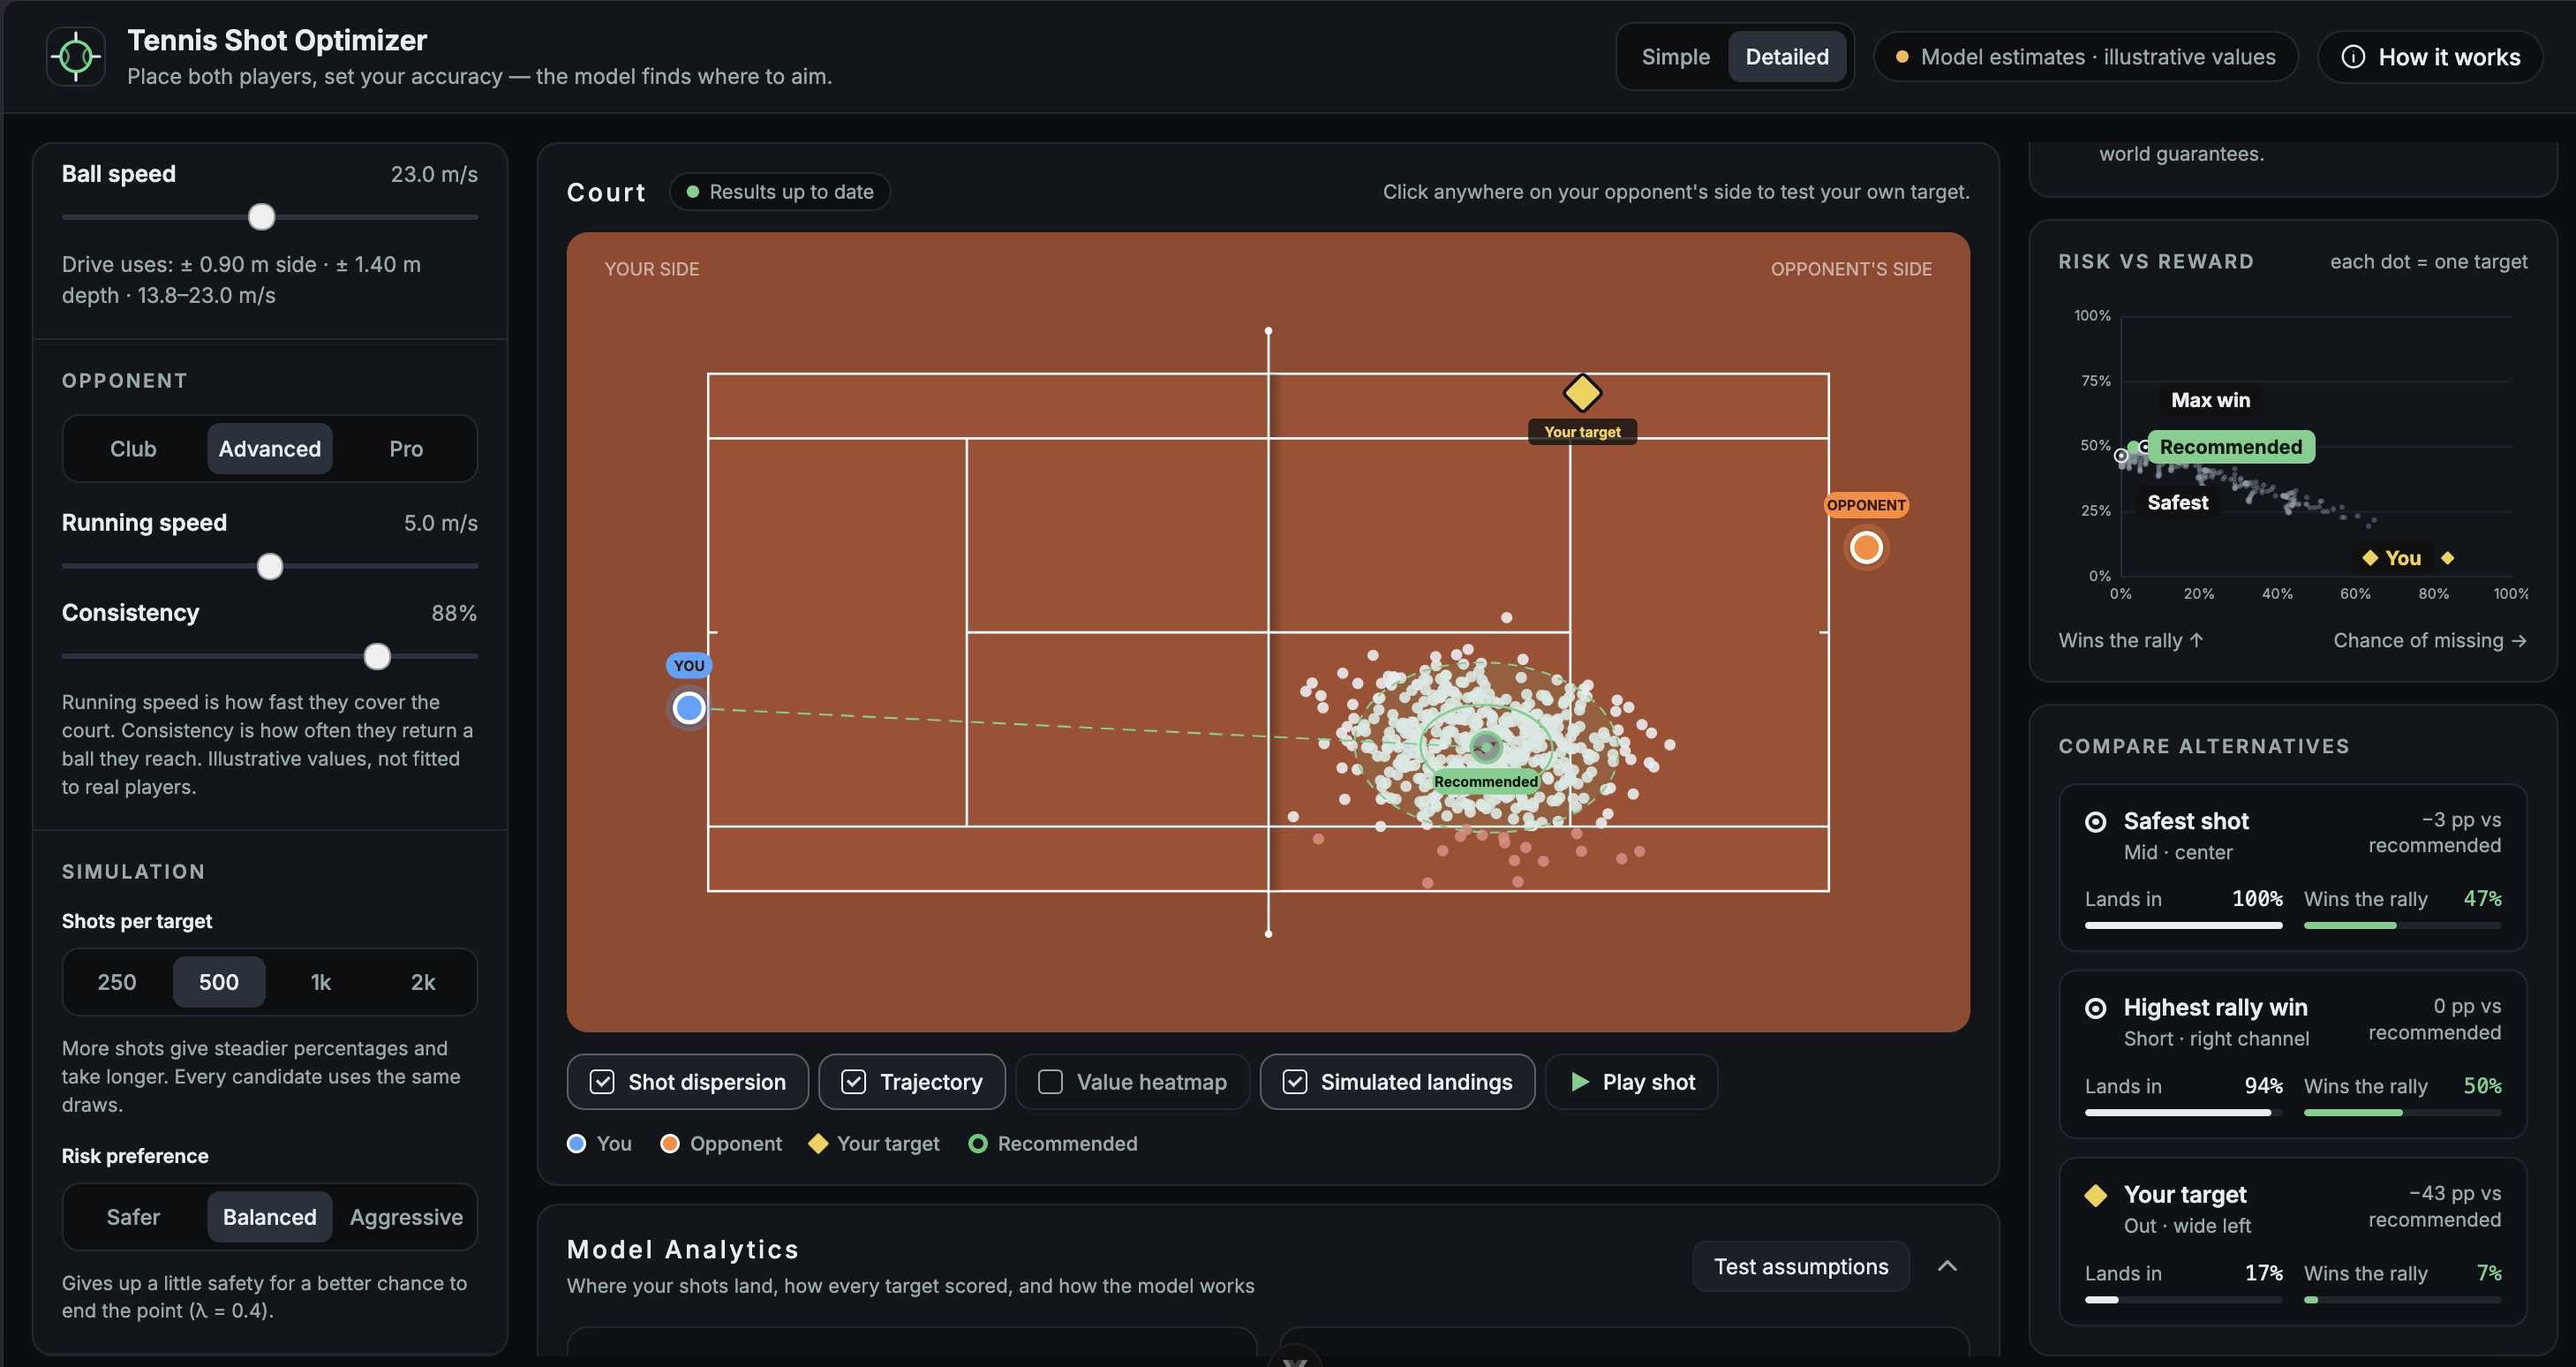 Tennis Shot Optimizer
Place both players, set your accuracy — the model finds where to aim.
Simple
Detailed
Model estimates · illustrative values
How it works
Ball speed
23.0 m/s
Drive uses: ± 0.90 m side · ± 1.40 m
depth · 13.8–23.0 m/s
OPPONENT
Club
Advanced
Pro
Running speed
5.0 m/s
Consistency
88%
Running speed is how fast they cover the
court. Consistency is how often they return a
ball they reach. Illustrative values, not fitted
to real players.
SIMULATION
Shots per target
250
500
1k
2k
More shots give steadier percentages and
take longer. Every candidate uses the same
draws.
Risk preference
Safer
Balanced
Aggressive
Gives up a little safety for a better chance to
end the point (λ = 0.4).
Court
Results up to date
Click anywhere on your opponent's side to test your own target.
YOUR SIDE
OPPONENT'S SIDE
Your target
OPPONENT
YOU
Recommended
Shot dispersion
Trajectory
Value heatmap
Simulated landings
Play shot
You
Opponent
Your target
Recommended
Model Analytics
Where your shots land, how every target scored, and how the model works
Test assumptions
world guarantees.
RISK VS REWARD
each dot = one target
100%
75%
50%
25%
0%
Max win
Recommended
Safest
You
0%
20%
40%
60%
80%
100%
Wins the rally ↑
Chance of missing →
COMPARE ALTERNATIVES
Safest shot
Mid · center
−3 pp vs
recommended
Lands in
100%
Wins the rally
47%
Highest rally win
Short · right channel
0 pp vs
recommended
Lands in
94%
Wins the rally
50%
Your target
Out · wide left
−43 pp vs
recommended
Lands in
17%
Wins the rally
7%